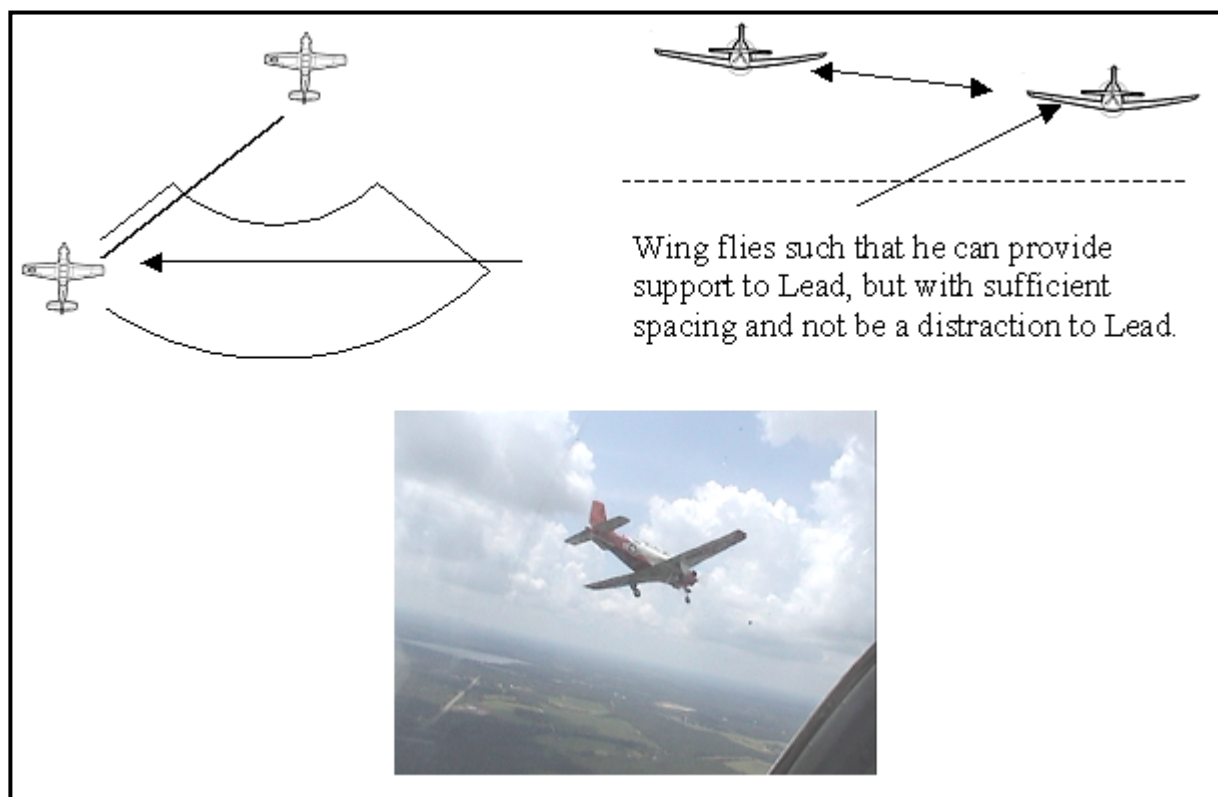 Wing flies such that he can provide
support to Lead, but with sufficient
spacing and not be a distraction to Lead.